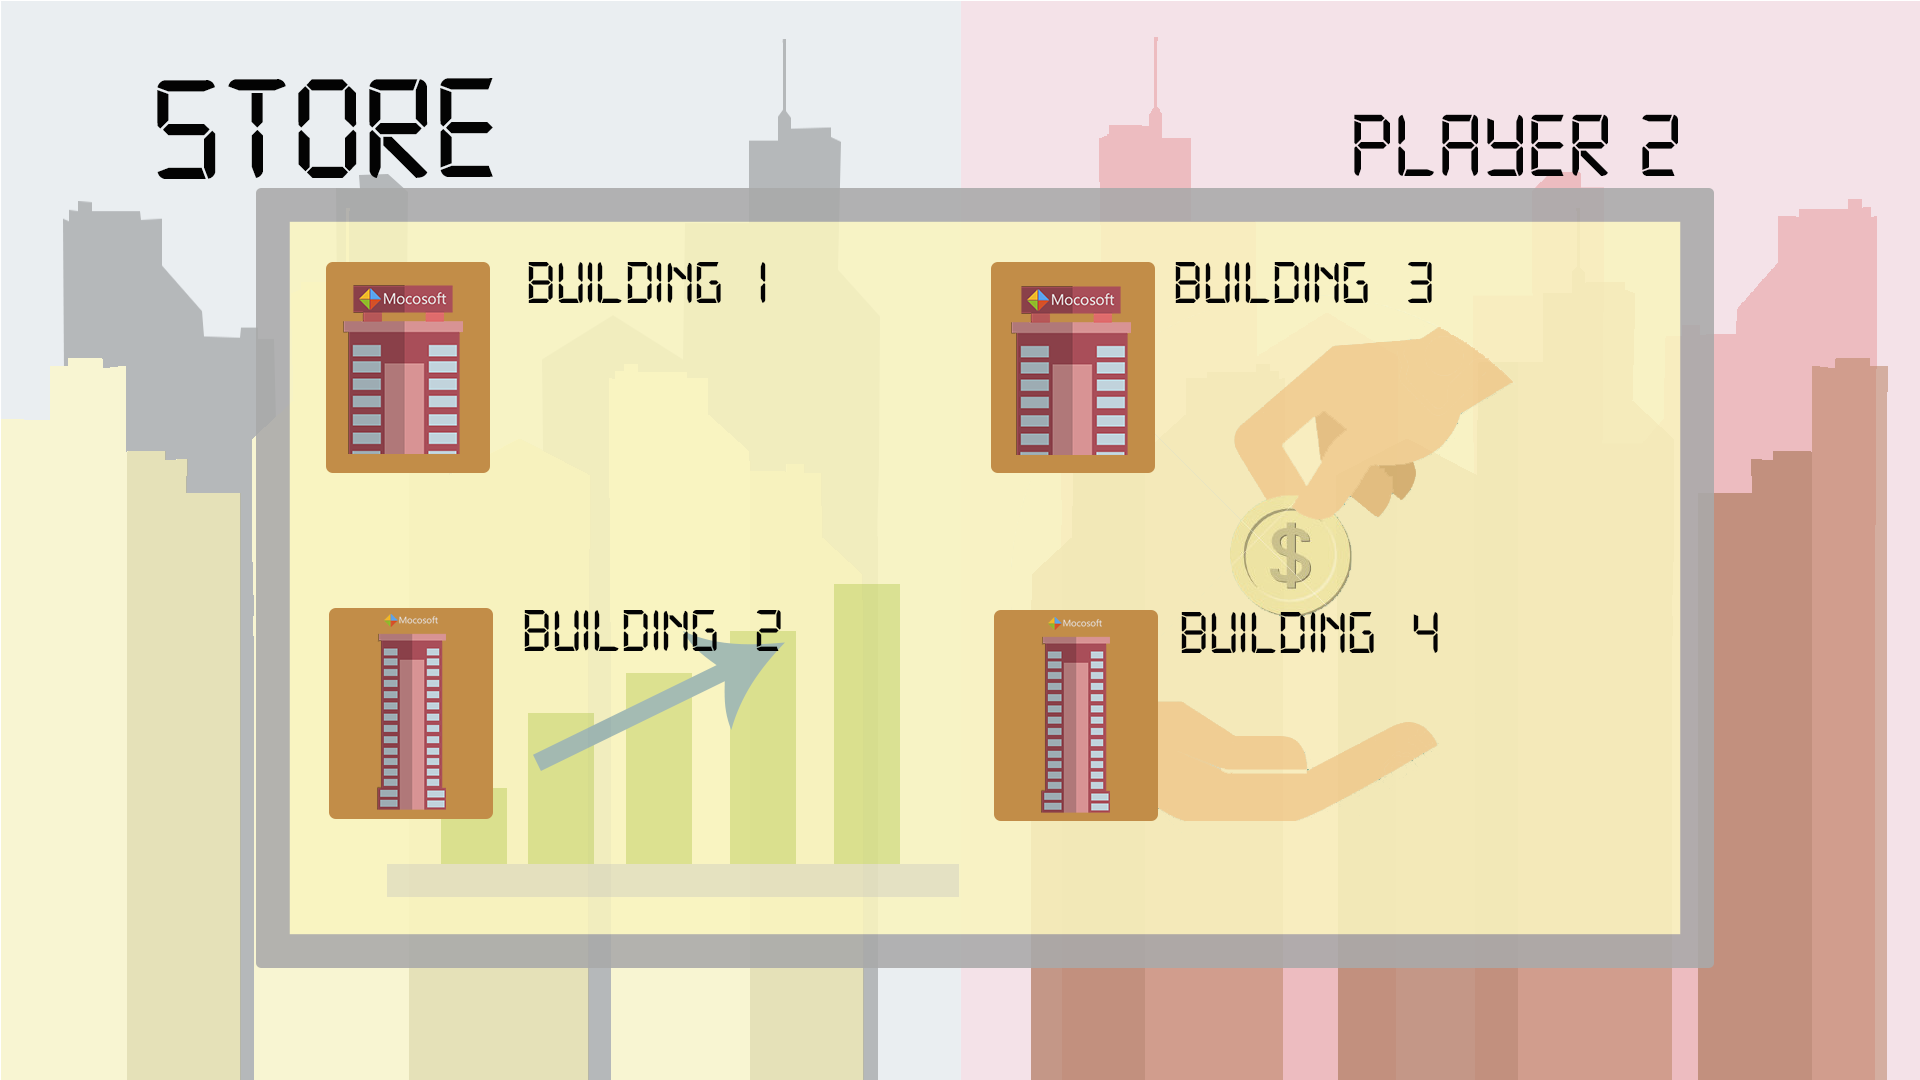 STORE
PLAYER 2
BUILDING 1
Mocosoft
BUILDING 3
Mocosoft
BUILDING 2
Mocosoft
BUILDING 4
Mocosoft
$